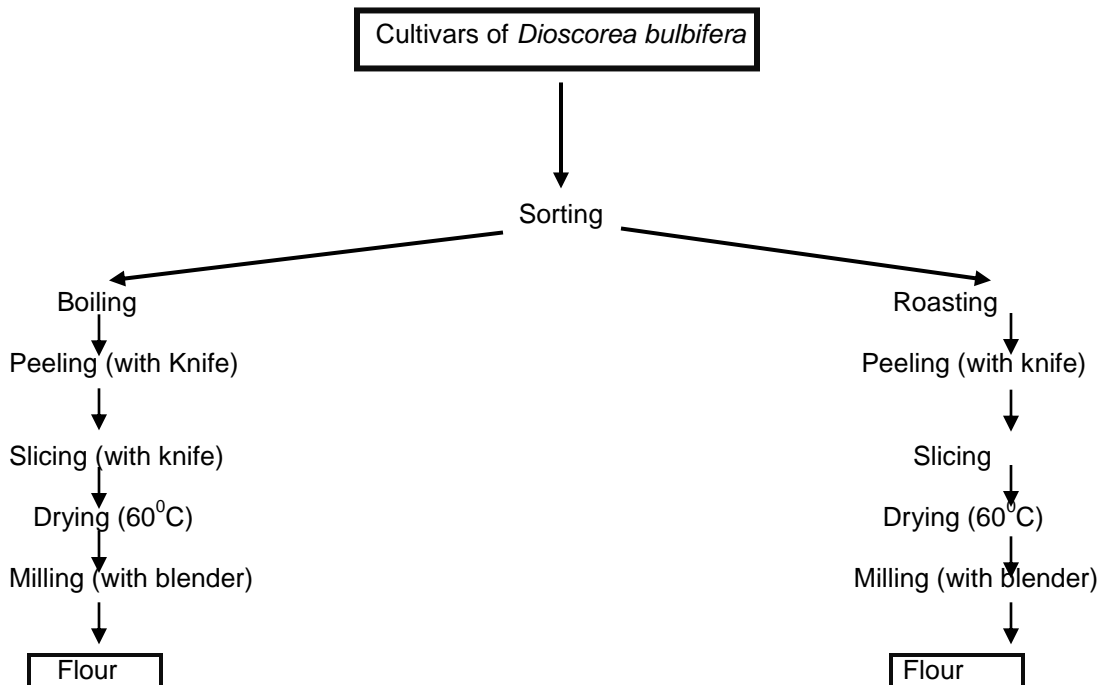 Cultivars of Dioscorea bulbifera
Sorting
Boiling
Peeling (with Knife)
Slicing (with knife)
Drying (60⁰C)
Milling (with blender)
Flour
Roasting
Peeling (with knife)
Slicing
Drying (60⁰C)
Milling (with blender)
Flour